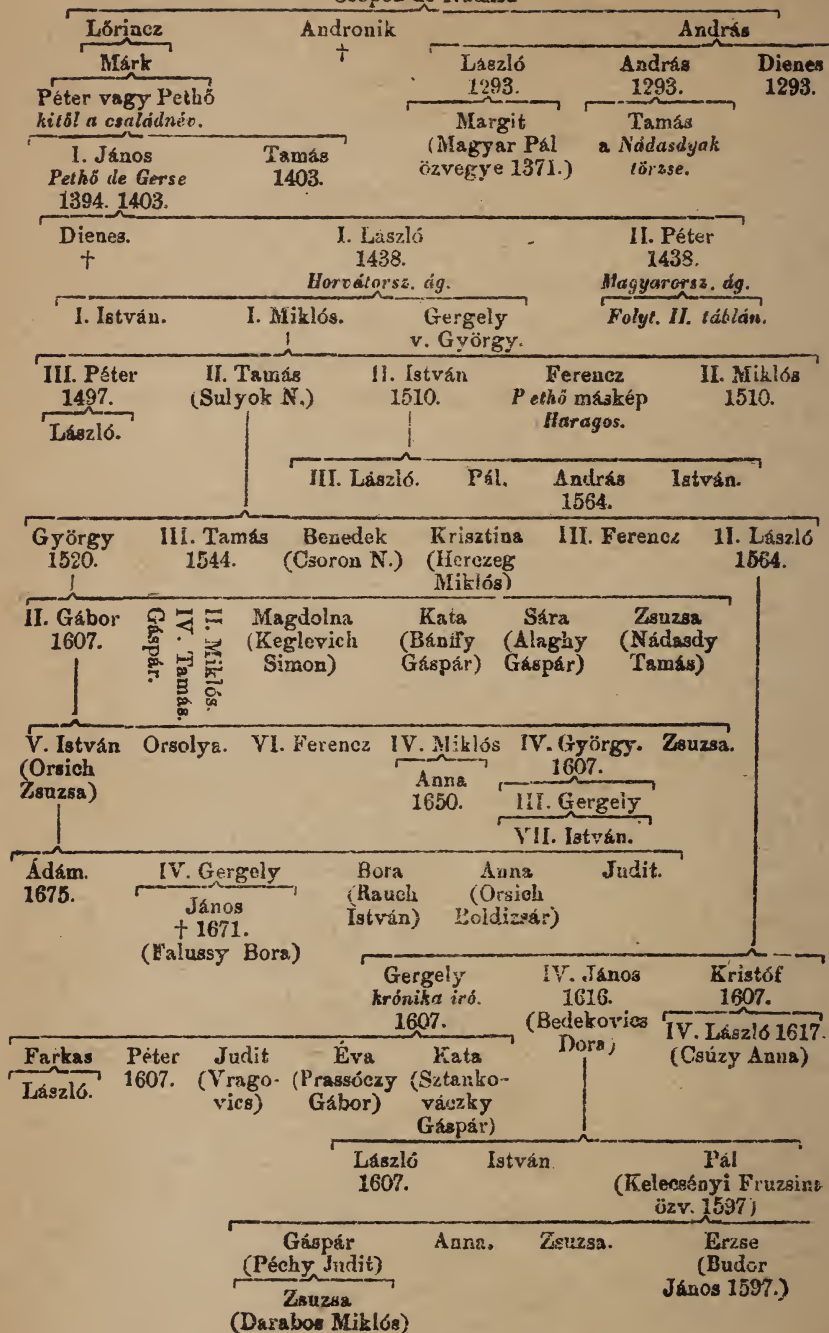 Lőrincz Andronik András
† 
Márk László András Dienes
1293. 1293. 1293.
Péter vagy Pethő
kitől a családnév. Margit Tamás
(Magyar Pál a Nádasdyak
özvegye 1371.) törzse.
I. János Tamás
Pethő de Gerse 1403.
1394. 1403.
Dienes. I. László II. Péter
† 1438. 1438.
Horvátorsz. ág. Magyarorsz. ág.
I. István. I. Miklós. Gergely Folyt. II. táblán.
v. György.
III. Péter II. Tamás II. István Ferencz II. Miklós
1497. (Sulyok N.) 1510. Pethő máskép 1510.
László. Haragos.
III. László. Pál. András István.
1564.
György III. Tamás Benedek Krisztina III. Ferencz II. László
1520. 1544. (Csoron N.) (Herczeg 1564.
Miklós)
II. Gábor Gáspár. IV. Tamás. II. Miklós. Magdolna Kata Sára Zsuzsa
1607. (Keglevich (Bánffy (Alaghy (Nádasdy
Simon) Gáspár) Gáspár) Tamás)
V. István Orsolya. VI. Ferencz IV. Miklós IV. György. Zsuzsa.
(Orsich Anna 1607.
Zsuzsa) 1650. III. Gergely
VII. István.
Ádám. IV. Gergely Bora Anna Judit.
1675. János (Rauch (Orsich
† 1671. István) Boldizsár)
(Falussy Bora)
Gergely IV. János Kristóf
krónika iró. 1616. 1607.
1607. (Bedekovics IV. László 1617.
Dora) (Csúzy Anna)
Farkas Péter Judit Éva Kata
László. 1607. (Vrago- (Prassóczy (Sztanko-
vics) Gábor) váczky
Gáspár)
László István Pál
1607. (Kelecsényi Fruzsina
özv. 1597)
Gáspár Anna. Zsuzsa. Erzse
(Péchy Judit) (Budor
Zsuzsa János 1597.)
(Darabos Miklós)